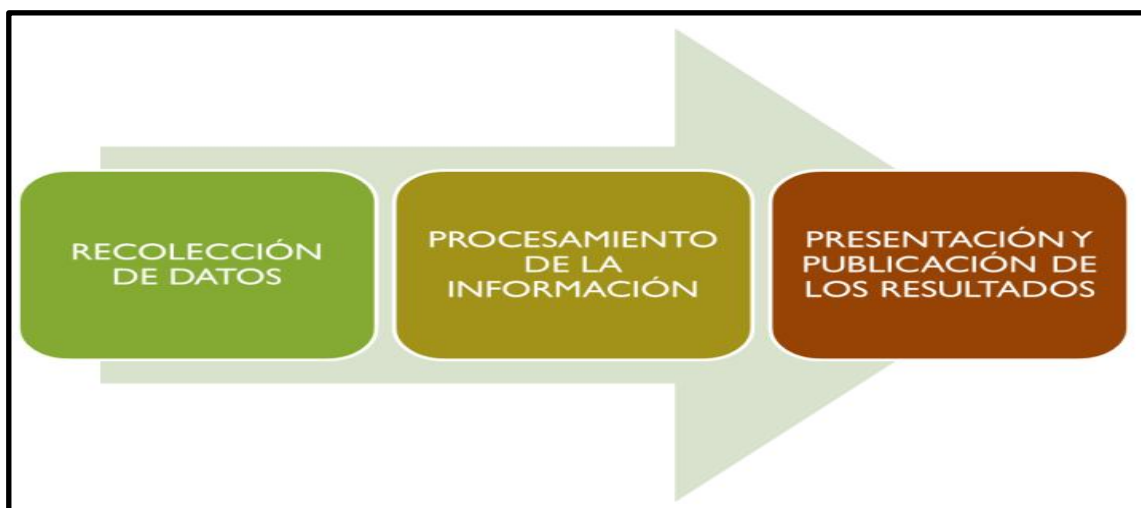 RECOLECCIÓN
DE DATOS
PROCESAMIENTO
DE LA
INFORMACIÓN
PRESENTACIÓN Y
PUBLICACIÓN DE
LOS RESULTADOS